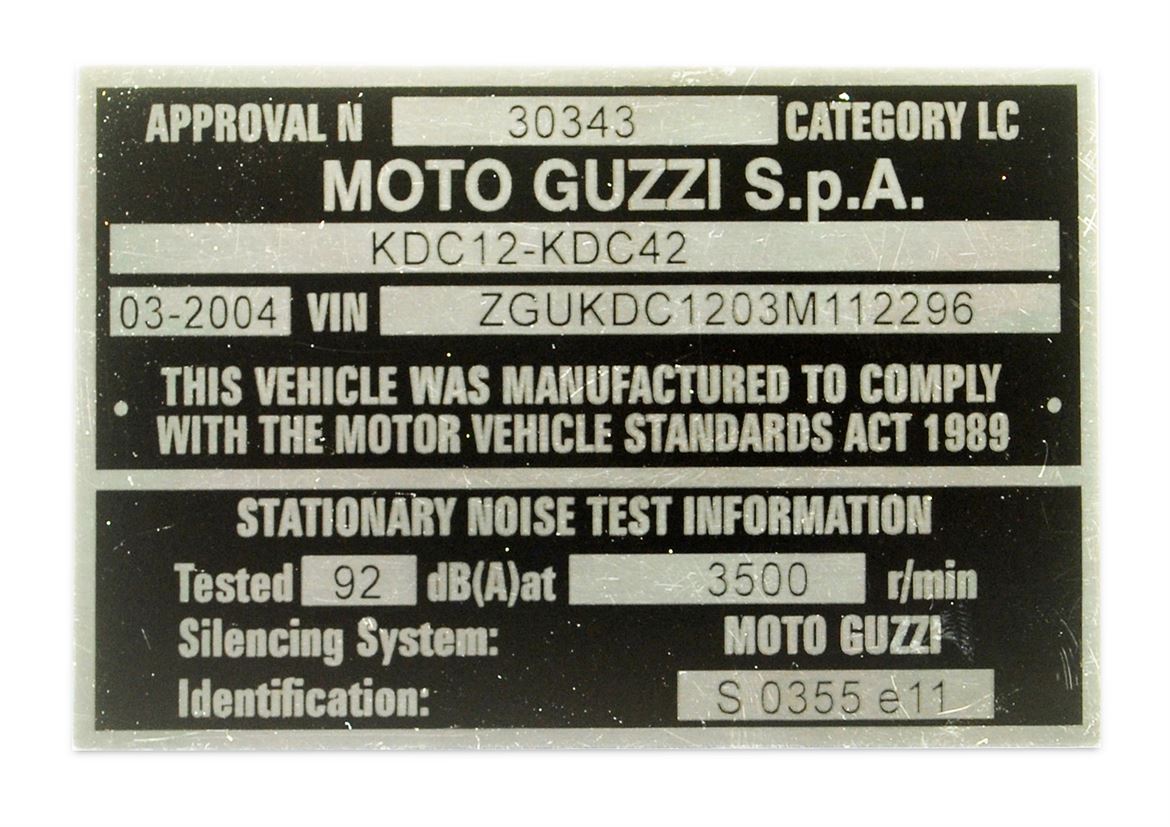 APPROVAL N 30343 CATEGORY LC
MOTO GUZZI S.p.A.
KDC12-KDC42
03-2004 VIN ZGUKDC1203M112296
THIS VEHICLE WAS MANUFACTURED TO COMPLY
WITH THE MOTOR VEHICLE STANDARDS ACT 1989
STATIONARY NOISE TEST INFORMATION
Tested 92 dB(A)at 3500 r/min
Silencing System: MOTO GUZZI
Identification: S 0355 e11